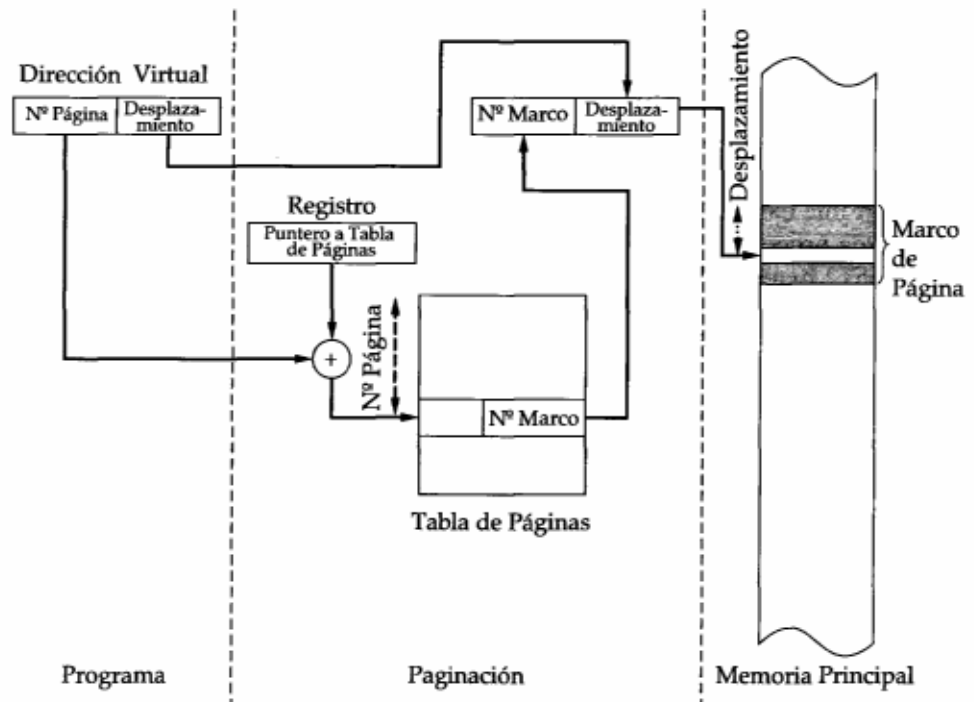 Dirección Virtual
Nº Página
Desplaza-
miento
Nº Marco
Desplaza-
miento
Desplazamiento
Registro
Puntero a Tabla
de Páginas
Marco
de
Página
+
Nº Página
Nº Marco
Tabla de Páginas
Programa
Paginación
Memoria Principal